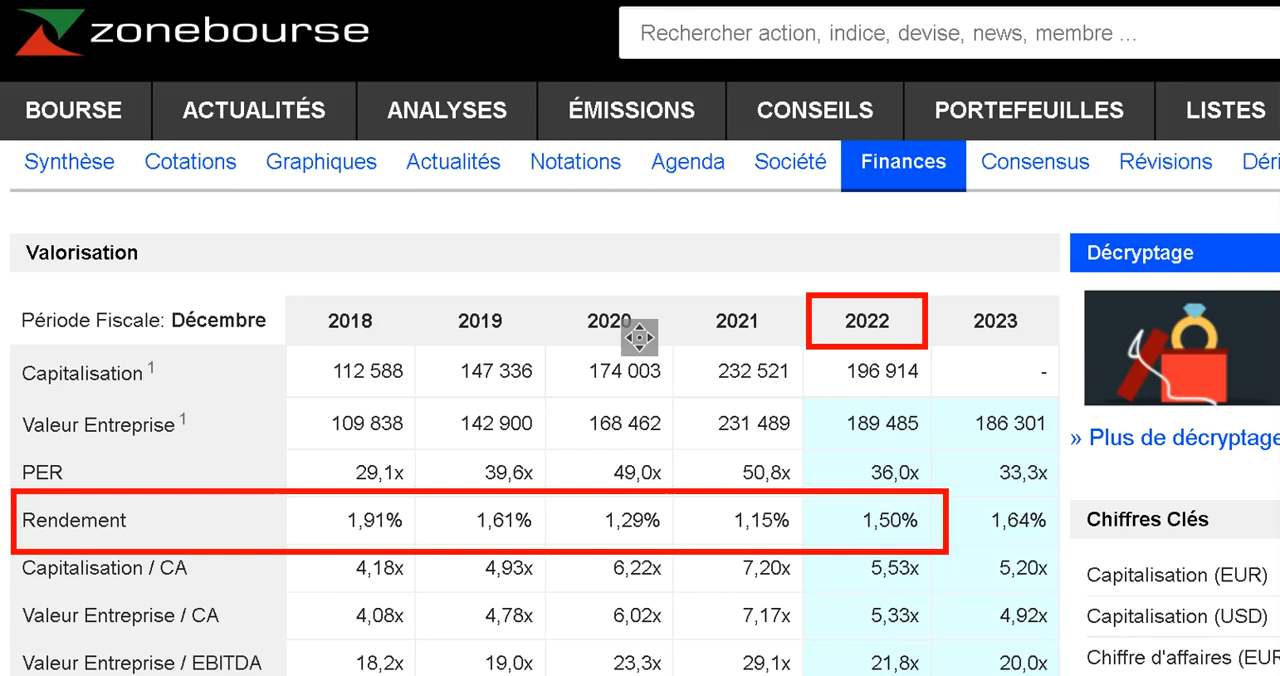 zonebourse
Rechercher action, indice, devise, news, membre ...
BOURSE ACTUALITÉS ANALYSES ÉMISSIONS CONSEILS PORTEFEUILLES LISTES
Synthèse Cotations Graphiques Actualités Notations Agenda Société Finances Consensus Révisions Déri
Valorisation
Décryptage
Période Fiscale: Décembre 2018 2019 2020 2021 2022 2023
Capitalisation 1 112 588 147 336 174 003 232 521 196 914 -
Valeur Entreprise 1 109 838 142 900 168 462 231 489 189 485 186 301
» Plus de décryptage
PER 29,1x 39,6x 49,0x 50,8x 36,0x 33,3x
Rendement 1,91% 1,61% 1,29% 1,15% 1,50% 1,64%
Chiffres Clés
Capitalisation / CA 4,18x 4,93x 6,22x 7,20x 5,53x 5,20x
Capitalisation (EUR)
Valeur Entreprise / CA 4,08x 4,78x 6,02x 7,17x 5,33x 4,92x
Capitalisation (USD)
Valeur Entreprise / EBITDA 18,2x 19,0x 23,3x 29,1x 21,8x 20,0x
Chiffre d'affaires (EUR